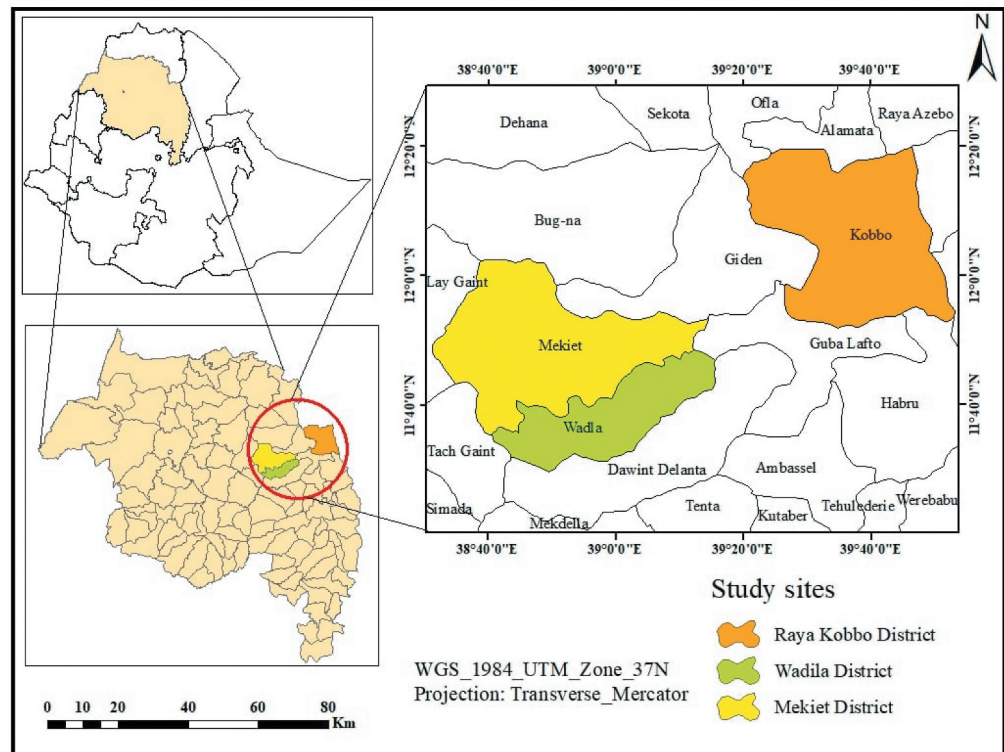 N
38°40'0"E 39°0'0"E 39°20'0"E 39°40'0"E
Dehana
Sekota
Ofla
Alamata
Raya Azebo
12°20'0"N
12°20'0"N
Bug-na
Kobbo
Giden
Lay Gaint
12°0'0"N
12°0'0"N
Mekiet
Guba Lafto
Habru
11°40'0"N
11°40'0"N
Wadla
Tach Gaint
Dawint Delanta
Ambassel
Simada
Mekdella
Tenta
Kutaber
Tehulederie
Werebabu
38°40'0"E 39°0'0"E 39°20'0"E 39°40'0"E
Study sites
Raya Kobbo District
Wadila District
Mekiet District
WGS_1984_UTM_Zone_37N
Projection: Transverse_Mercator
0 10 20 40 60 80
Km